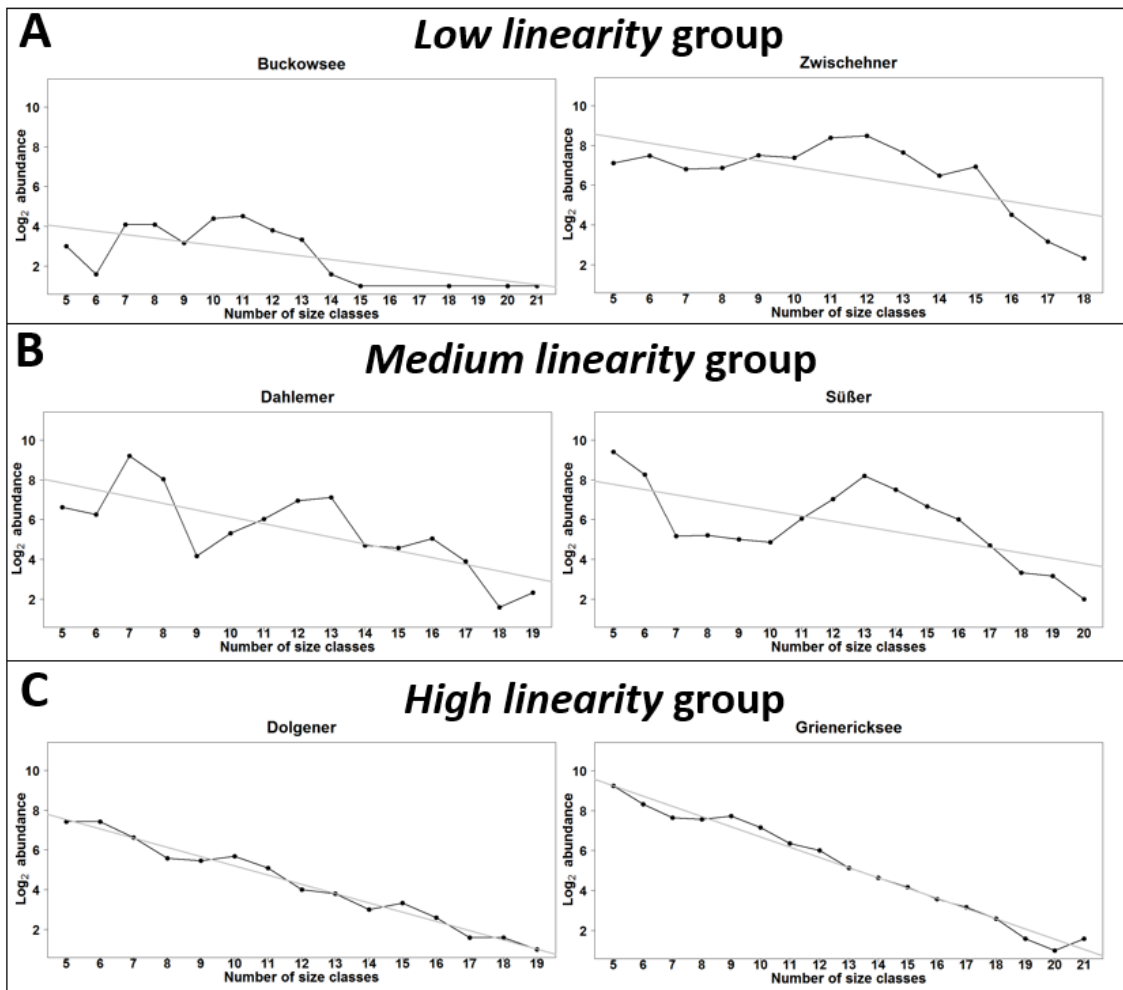 A
Low linearity group
Buckowsee
Log2 abundance
10
8
6
4
2
5 6 7 8 9 10 11 12 13 14 15 16 17 18 19 20 21
Number of size classes
Zwischehner
Log2 abundance
10
8
6
4
2
5 6 7 8 9 10 11 12 13 14 15 16 17 18
Number of size classes
B
Medium linearity group
Dahlemer
Log2 abundance
10
8
6
4
2
5 6 7 8 9 10 11 12 13 14 15 16 17 18 19
Number of size classes
Süßer
Log2 abundance
10
8
6
4
2
5 6 7 8 9 10 11 12 13 14 15 16 17 18 19 20
Number of size classes
C
High linearity group
Dolgener
Log2 abundance
10
8
6
4
2
5 6 7 8 9 10 11 12 13 14 15 16 17 18 19
Number of size classes
Grienericksee
Log2 abundance
10
8
6
4
2
5 6 7 8 9 10 11 12 13 14 15 16 17 18 19 20 21
Number of size classes